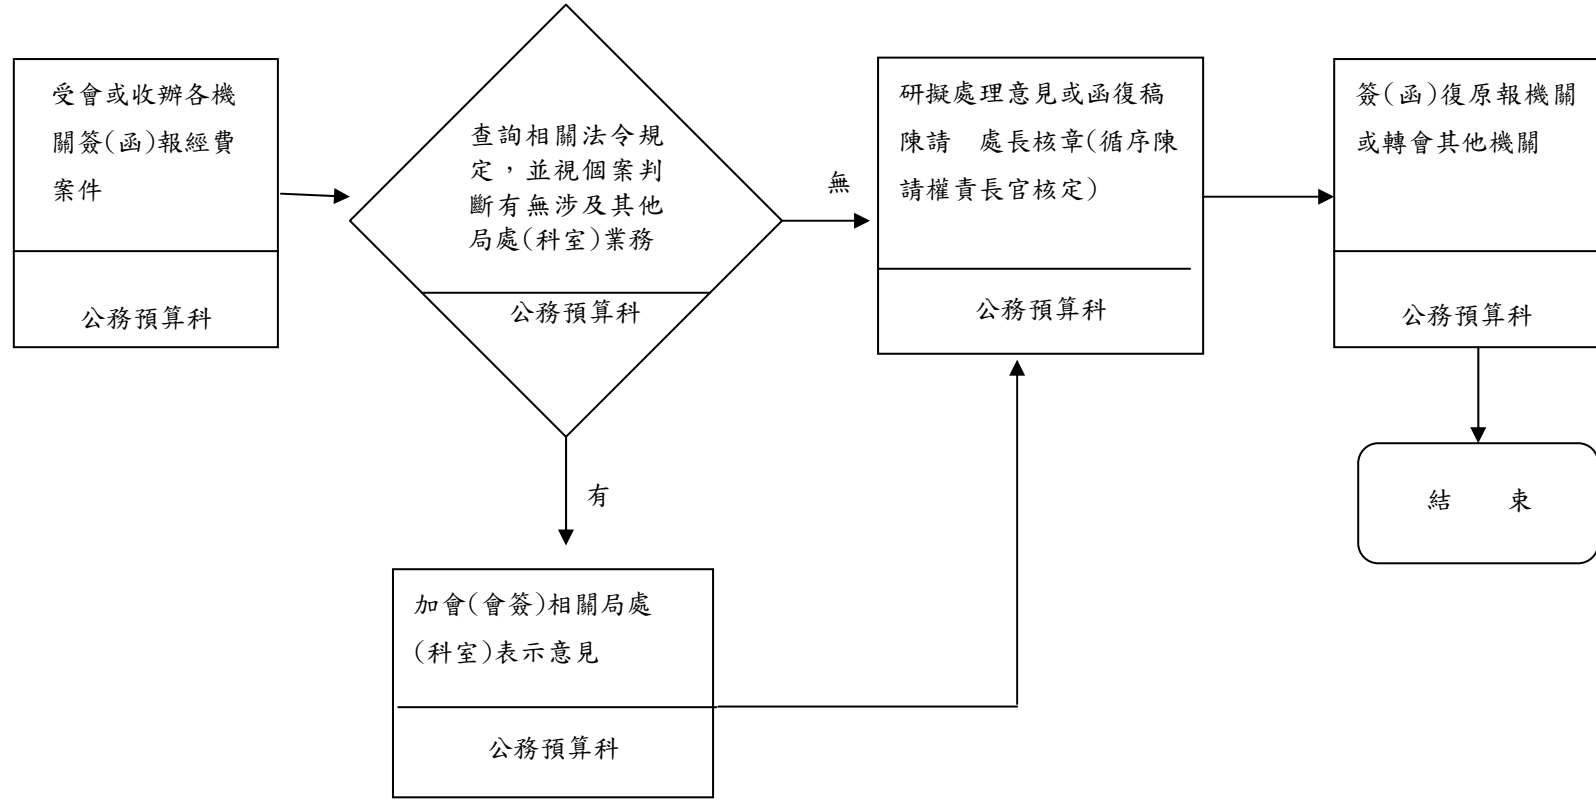 受會或收辦各機
關簽(函)報經費
案件
公務預算科
查詢相關法令規
定，並視個案判
斷有無涉及其他
局處(科室)業務
公務預算科
無
有
加會(會簽)相關局處
(科室)表示意見
公務預算科
研擬處理意見或函復稿
陳請　處長核章(循序陳
請權責長官核定)
公務預算科
簽(函)復原報機關
或轉會其他機關
公務預算科
結　　束